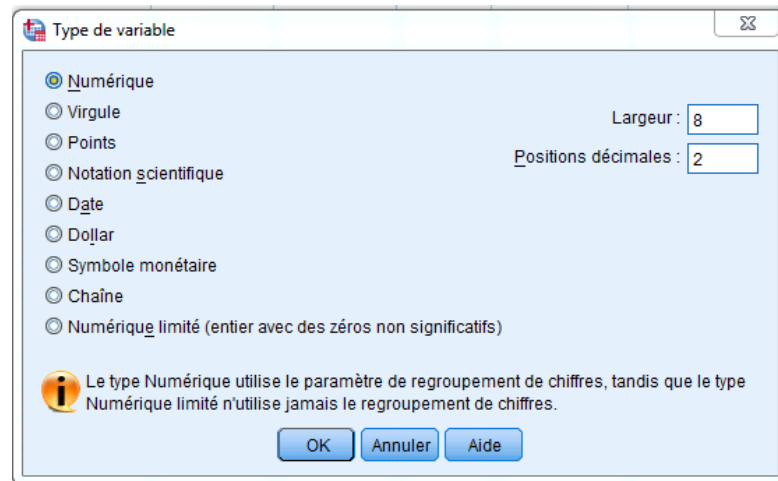 Type de variable
Numérique
Virgule
Points
Notation scientifique
Date
Dollar
Symbole monétaire
Chaîne
Numérique limité (entier avec des zéros non significatifs)
Largeur : 8
Positions décimales : 2
Le type Numérique utilise le paramètre de regroupement de chiffres, tandis que le type
Numérique limité n'utilise jamais le regroupement de chiffres.
OK Annuler Aide